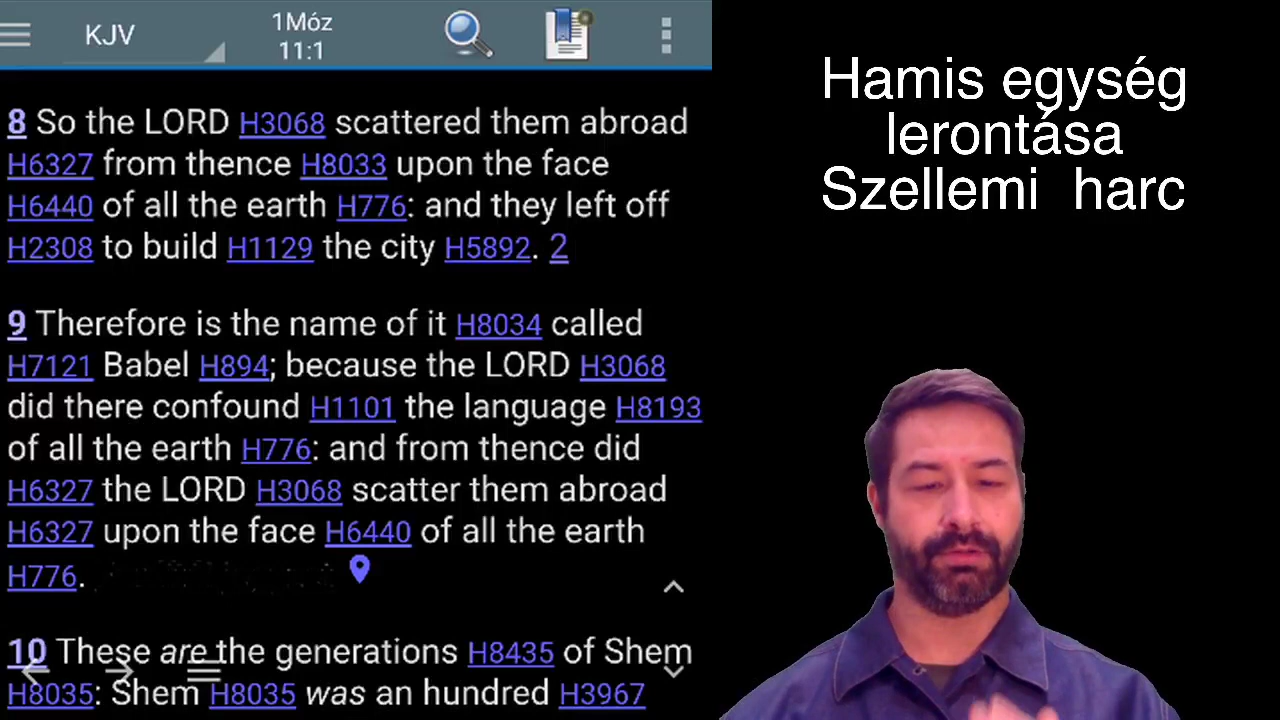 KJV
1Móz
11:1
8 So the LORD H3068 scattered them abroad
H6327 from thence H8033 upon the face
H6440 of all the earth H776: and they left off
H2308 to build H1129 the city H5892. 2
9 Therefore is the name of it H8034 called
H7121 Babel H894; because the LORD H3068
did there confound H1101 the language H8193
of all the earth H776: and from thence did
H6327 the LORD H3068 scatter them abroad
H6327 upon the face H6440 of all the earth
H776.
10 These are the generations H8435 of Shem
H8035: Shem H8035 was an hundred H3967
Hamis egység
lerontása
Szellemi harc